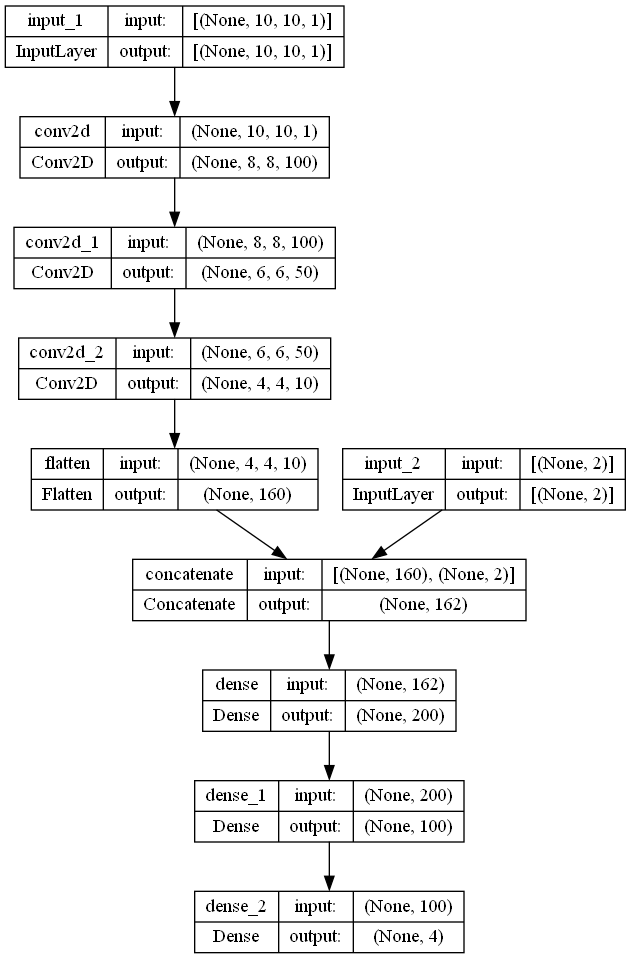 input_1 input: [(None, 10, 10, 1)]
InputLayer output: [(None, 10, 10, 1)]
conv2d input: (None, 10, 10, 1)
Conv2D output: (None, 8, 8, 100)
conv2d_1 input: (None, 8, 8, 100)
Conv2D output: (None, 6, 6, 50)
conv2d_2 input: (None, 6, 6, 50)
Conv2D output: (None, 4, 4, 10)
flatten input: (None, 4, 4, 10)
Flatten output: (None, 160)
input_2 input: [(None, 2)]
InputLayer output: [(None, 2)]
concatenate input: [(None, 160), (None, 2)]
Concatenate output: (None, 162)
dense input: (None, 162)
Dense output: (None, 200)
dense_1 input: (None, 200)
Dense output: (None, 100)
dense_2 input: (None, 100)
Dense output: (None, 4)